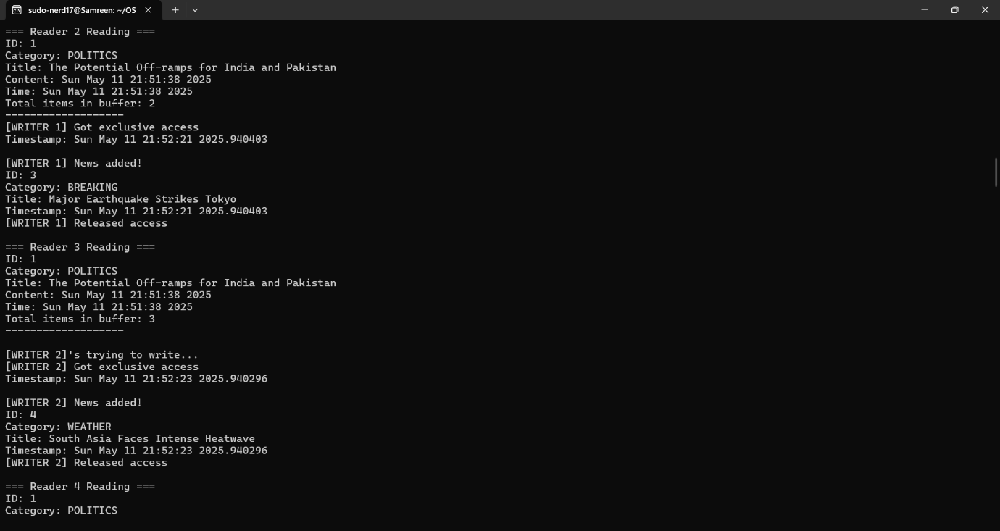 sudo-nerd17@Samreen: ~/OS
=== Reader 2 Reading ===
ID: 1
Category: POLITICS
Title: The Potential Off-ramps for India and Pakistan
Content: Sun May 11 21:51:38 2025
Time: Sun May 11 21:51:38 2025
Total items in buffer: 2
-------------------
[WRITER 1] Got exclusive access
Timestamp: Sun May 11 21:52:21 2025.940403
[WRITER 1] News added!
ID: 3
Category: BREAKING
Title: Major Earthquake Strikes Tokyo
Timestamp: Sun May 11 21:52:21 2025.940403
[WRITER 1] Released access
=== Reader 3 Reading ===
ID: 1
Category: POLITICS
Title: The Potential Off-ramps for India and Pakistan
Content: Sun May 11 21:51:38 2025
Time: Sun May 11 21:51:38 2025
Total items in buffer: 3
-------------------
[WRITER 2]'s trying to write...
[WRITER 2] Got exclusive access
Timestamp: Sun May 11 21:52:23 2025.940296
[WRITER 2] News added!
ID: 4
Category: WEATHER
Title: South Asia Faces Intense Heatwave
Timestamp: Sun May 11 21:52:23 2025.940296
[WRITER 2] Released access
=== Reader 4 Reading ===
ID: 1
Category: POLITICS